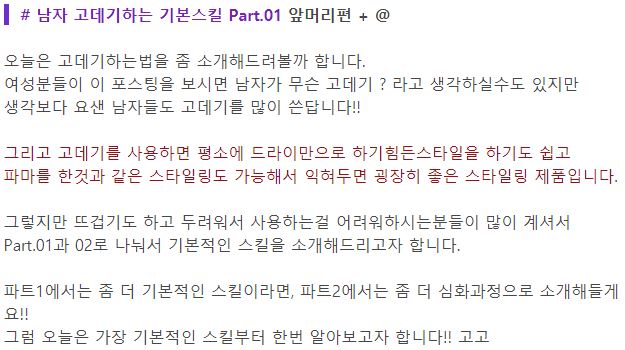 # 남자 고데기하는 기본스킬 Part.01 앞머리편 + @
오늘은 고데기하는법을 좀 소개해드려볼까 합니다.
여성분들이 이 포스팅을 보시면 남자가 무슨 고데기 ? 라고 생각하실수도 있지만
생각보다 요샌 남자들도 고데기를 많이 쓴답니다!!
그리고 고데기를 사용하면 평소에 드라이만으로 하기힘든스타일을 하기도 쉽고
파마를 한것과 같은 스타일링도 가능해서 익혀두면 굉장히 좋은 스타일링 제품입니다.
그렇지만 뜨겁기도 하고 두려워서 사용하는걸 어려워하시는분들이 많이 계셔서
Part.01과 02로 나눠서 기본적인 스킬을 소개해드리고자 합니다.
파트1에서는 좀 더 기본적인 스킬이라면, 파트2에서는 좀 더 심화과정으로 소개해들게
요!!
그럼 오늘은 가장 기본적인 스킬부터 한번 알아보고자 합니다!! 고고